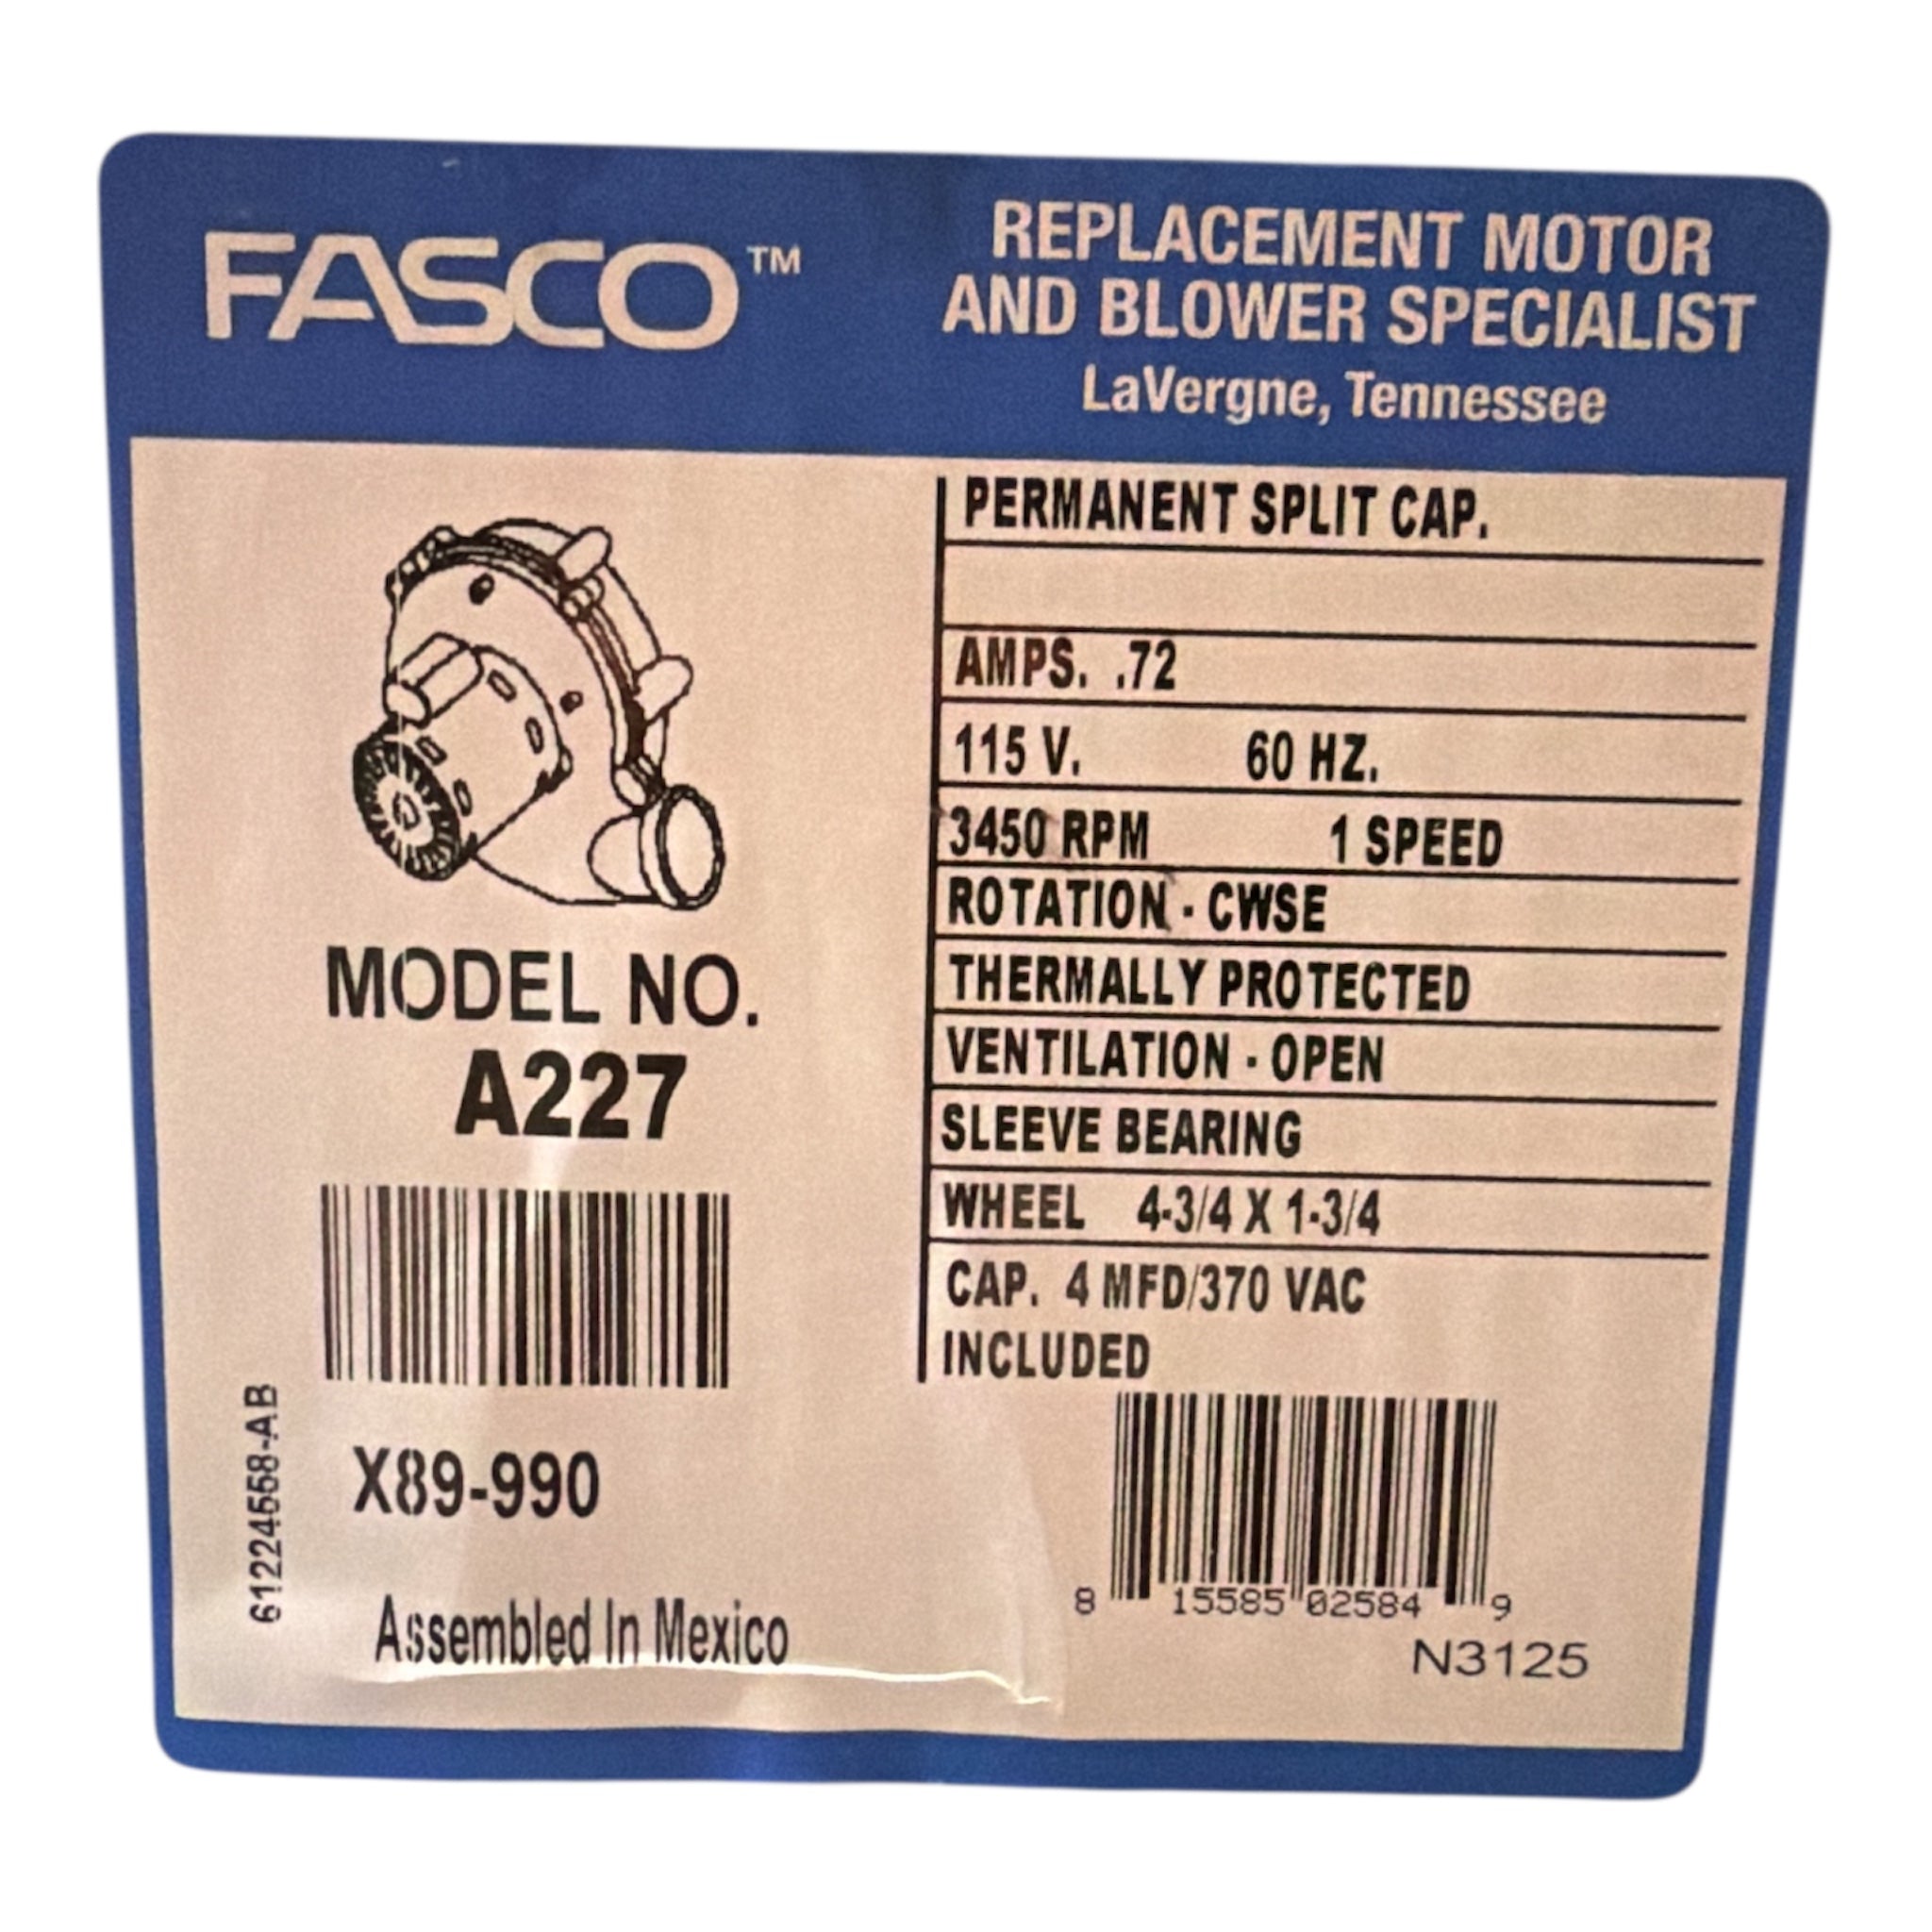 FASCO™
REPLACEMENT MOTOR
AND BLOWER SPECIALIST
LaVergne, Tennessee
MODEL NO.
A227
X89-990
61224558-AB
Assembled In Mexico
PERMANENT SPLIT CAP.
AMPS. .72
115 V. 60 HZ.
3450 RPM 1 SPEED
ROTATION - CWSE
THERMALLY PROTECTED
VENTILATION - OPEN
SLEEVE BEARING
WHEEL 4-3/4 X 1-3/4
CAP. 4 MFD/370 VAC
INCLUDED
8 15585 02584 9
N3125